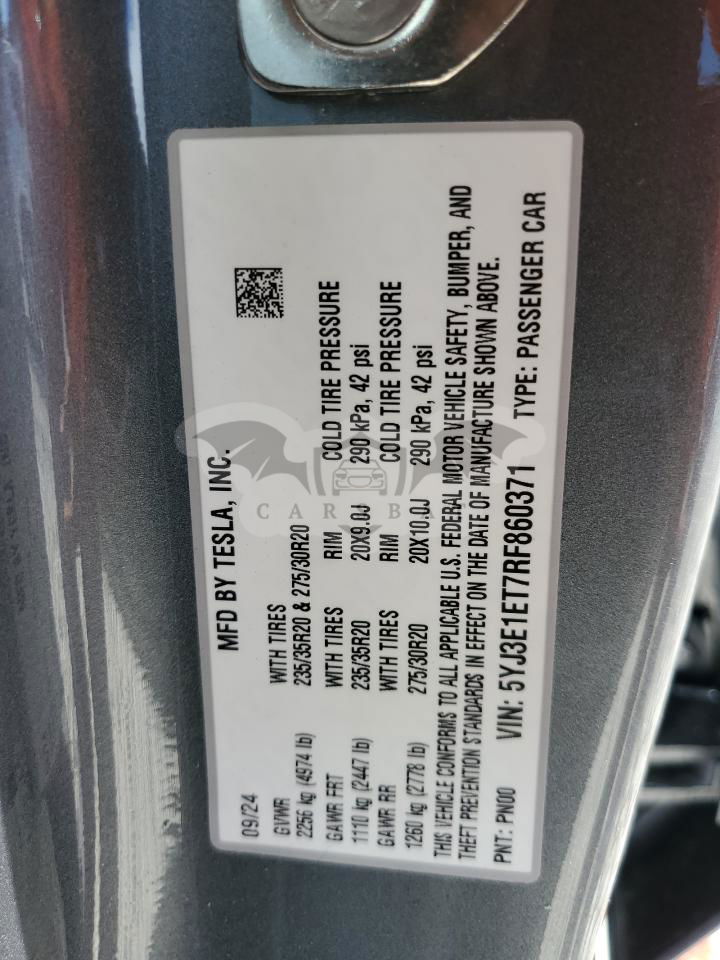 MFD BY TESLA, INC.
09/24
GVWR WITH TIRES
2256 kg (4974 lb) 235/35R20 & 275/30R20
GAWR FRT WITH TIRES RIM COLD TIRE PRESSURE
1110 kg (2447 lb) 235/35R20 20X9.0J 290 kPa, 42 psi
GAWR RR WITH TIRES RIM COLD TIRE PRESSURE
1260 kg (2778 lb) 275/30R20 20X10.0J 290 kPa, 42 psi
THIS VEHICLE CONFORMS TO ALL APPLICABLE U.S. FEDERAL MOTOR VEHICLE SAFETY, BUMPER, AND
THEFT PREVENTION STANDARDS IN EFFECT ON THE DATE OF MANUFACTURE SHOWN ABOVE.
PNT: PN00 VIN: 5YJ3E1ET7RF860371 TYPE: PASSENGER CAR